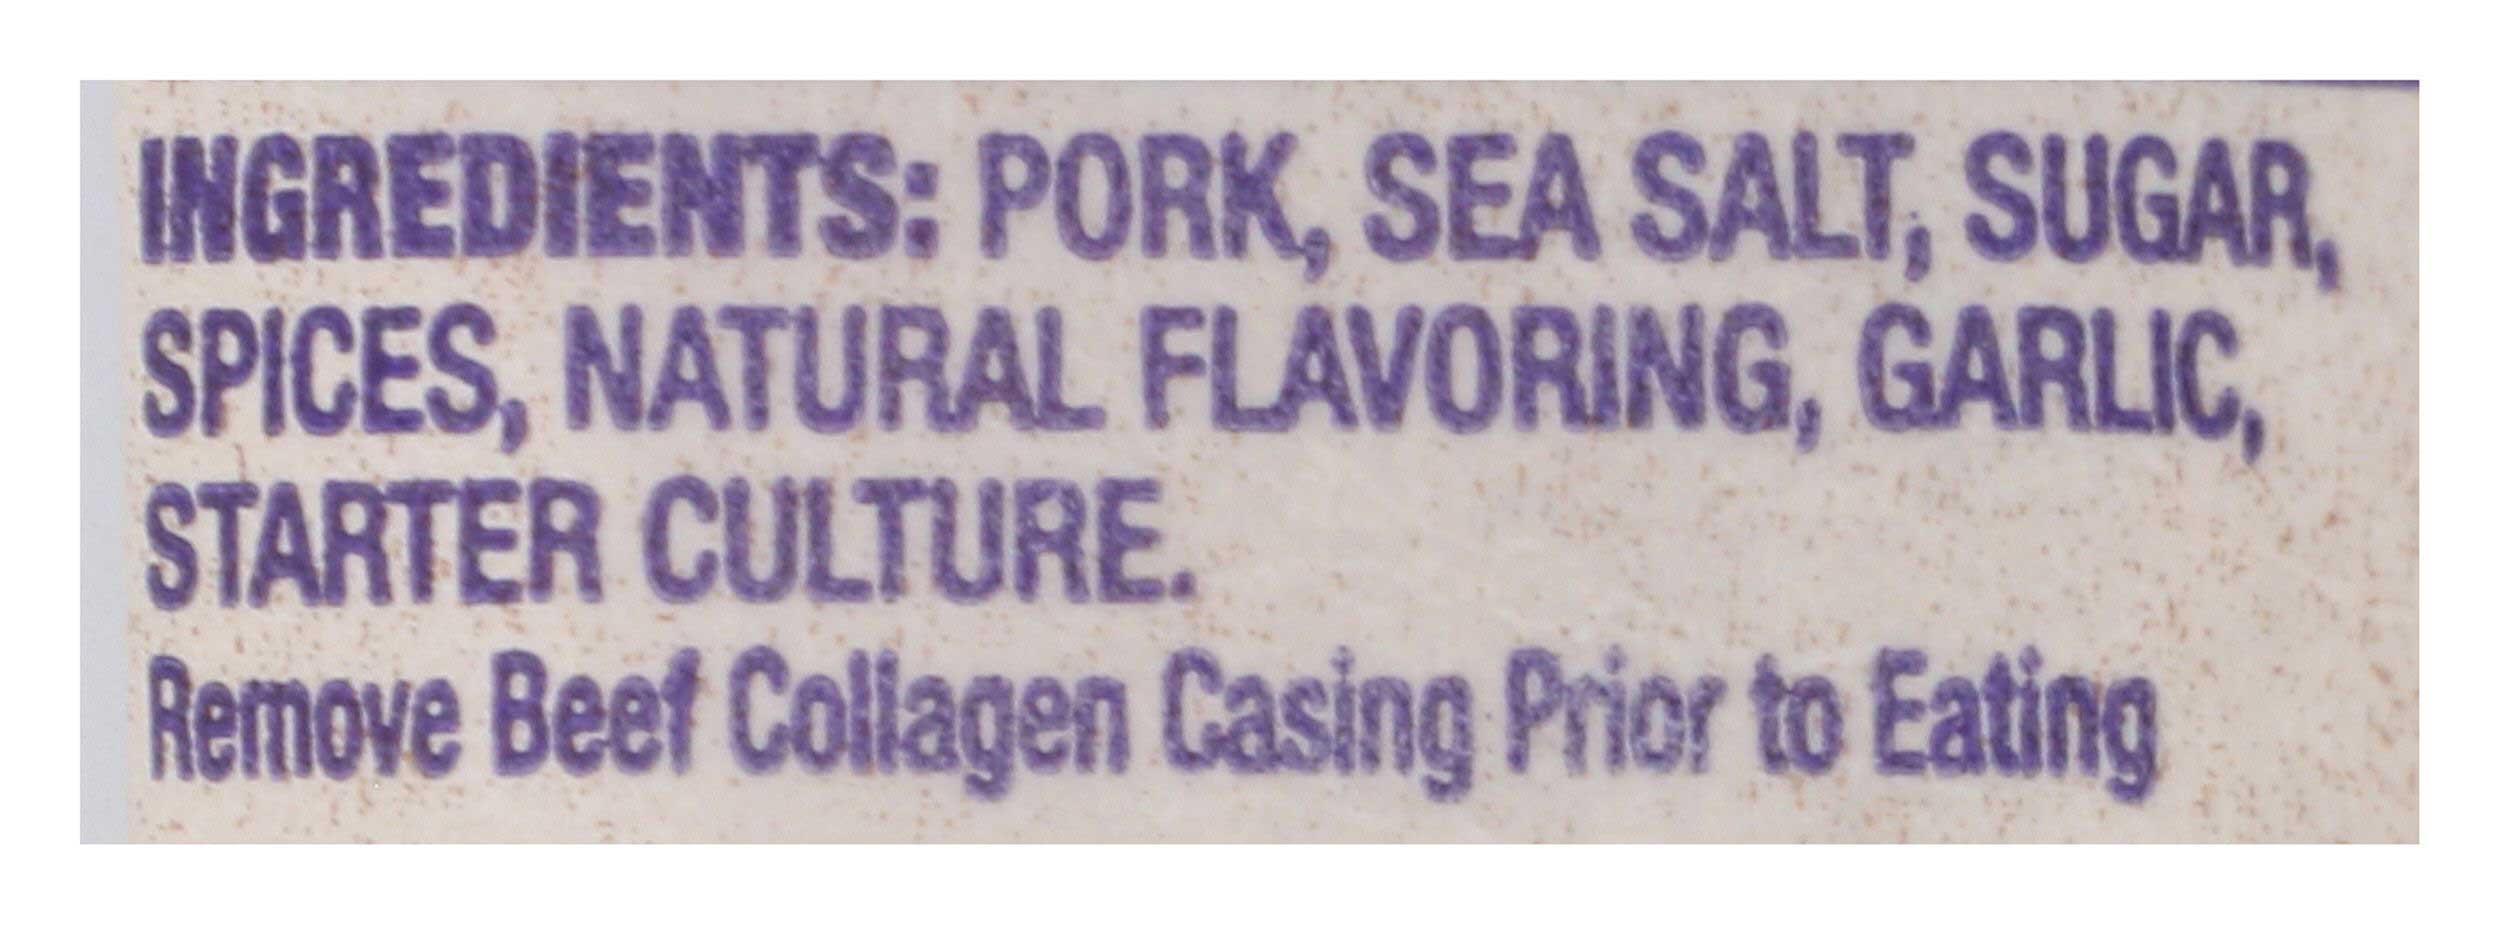 INGREDIENTS: PORK, SEA SALT, SUGAR,
SPICES, NATURAL FLAVORING, GARLIC,
STARTER CULTURE.
Remove Beef Collagen Casing Prior to Eating